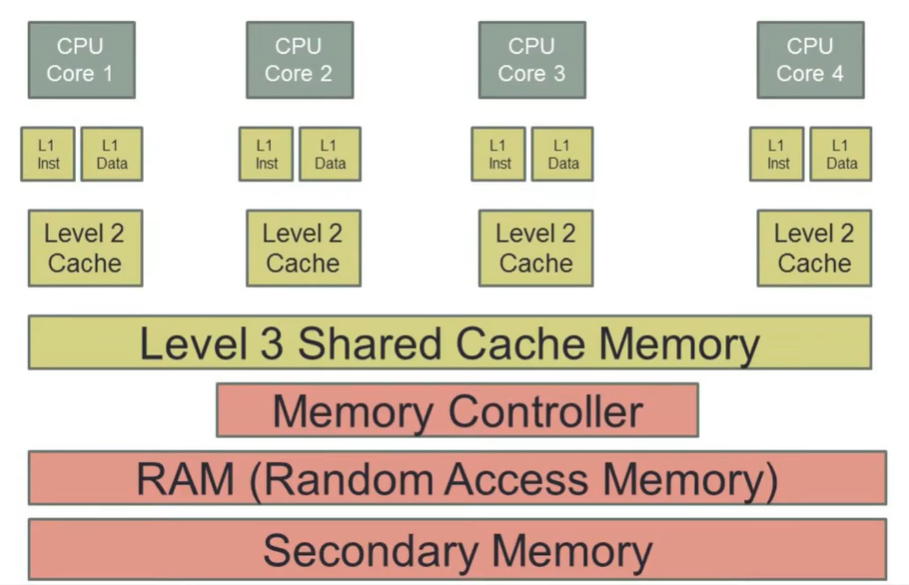 CPU
Core 1
CPU
Core 2
CPU
Core 3
CPU
Core 4
L1
Inst
L1
Data
L1
Inst
L1
Data
L1
Inst
L1
Data
L1
Inst
L1
Data
Level 2
Cache
Level 2
Cache
Level 2
Cache
Level 2
Cache
Level 3 Shared Cache Memory
Memory Controller
RAM (Random Access Memory)
Secondary Memory